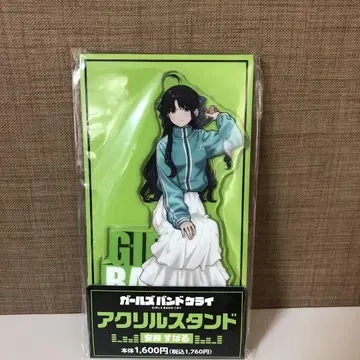 GI
BA
ガールズバンドクライ
GIRLS BAND CRY
アクリルスタンド
安和 すばる
本体1,600円(税込1,760円)